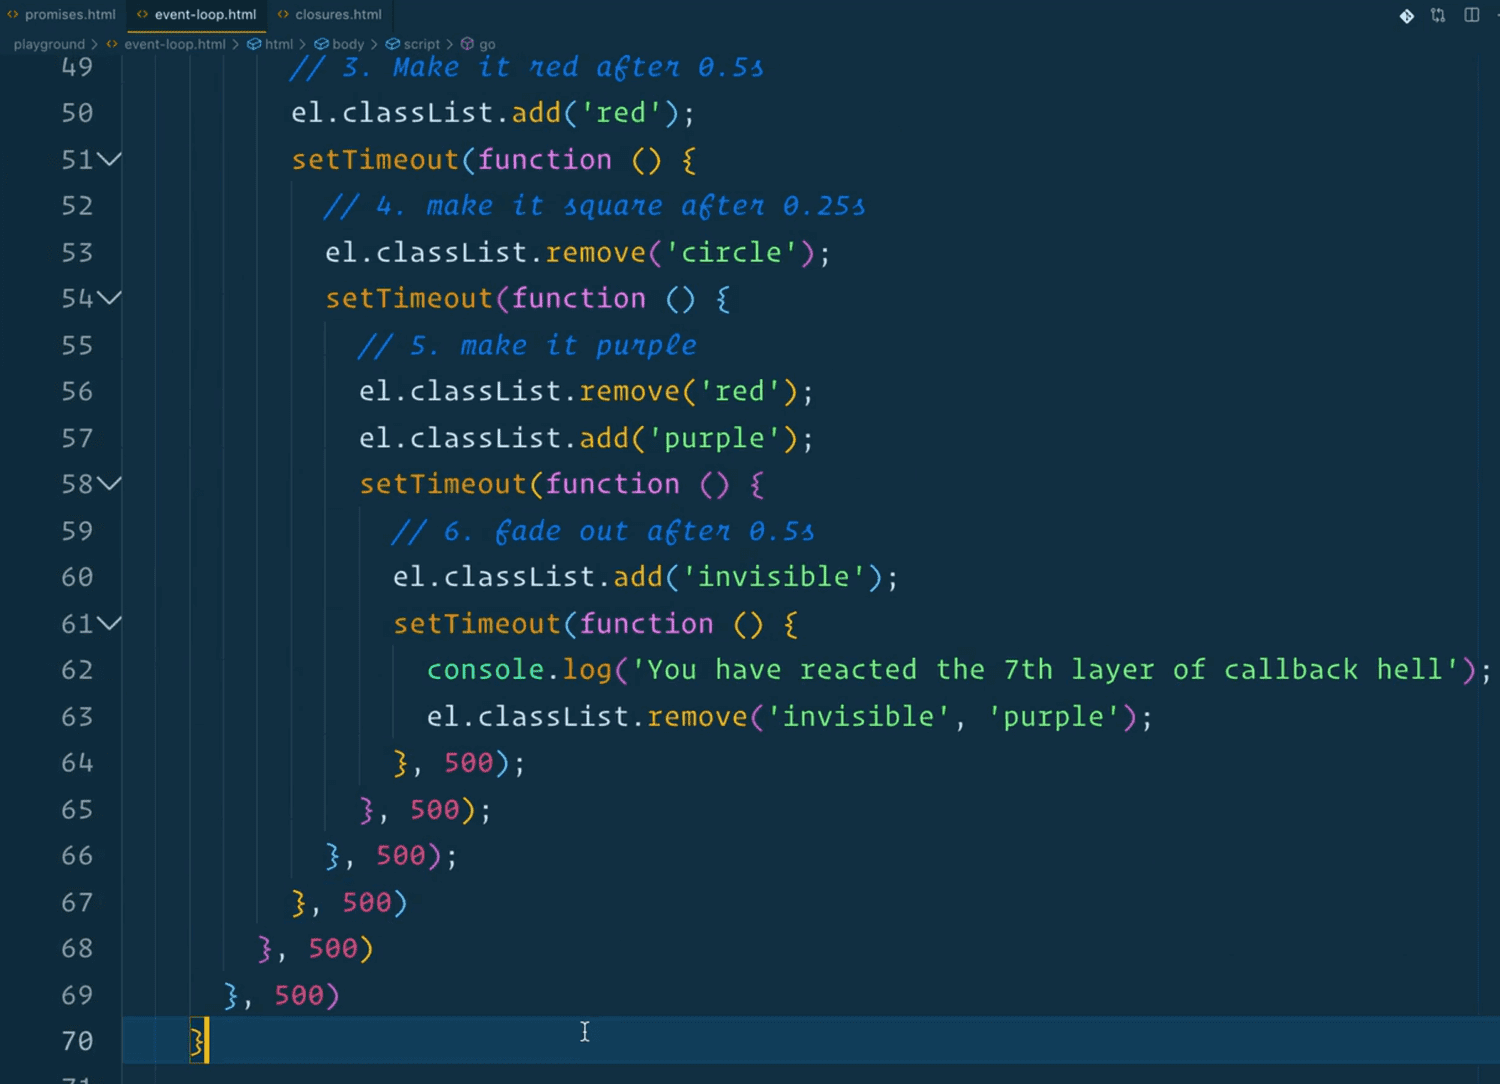 promises.html event-loop.html closures.html
playground > event-loop.html > html > body > script > go
49 // 3. Make it red after 0.5s
50 el.classList.add('red');
51 setTimeout(function () {
52 // 4. make it square after 0.25s
53 el.classList.remove('circle');
54 setTimeout(function () {
55 // 5. make it purple
56 el.classList.remove('red');
57 el.classList.add('purple');
58 setTimeout(function () {
59 // 6. fade out after 0.5s
60 el.classList.add('invisible');
61 setTimeout(function () {
62 console.log('You have reacted the 7th layer of callback hell');
63 el.classList.remove('invisible', 'purple');
64 }, 500);
65 }, 500);
66 }, 500);
67 }, 500)
68 }, 500)
69 }, 500)
70 }
71